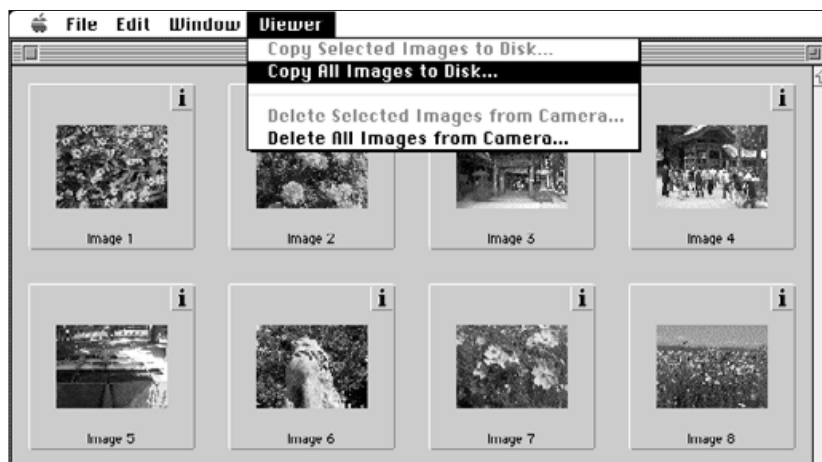 File Edit Window Viewer
Copy Selected Images to Disk...
Copy All Images to Disk...
Delete Selected Images from Camera...
Delete All Images from Camera...
i i
Image 1 Image 2 Image 3 Image 4
i i i i
Image 5 Image 6 Image 7 Image 8